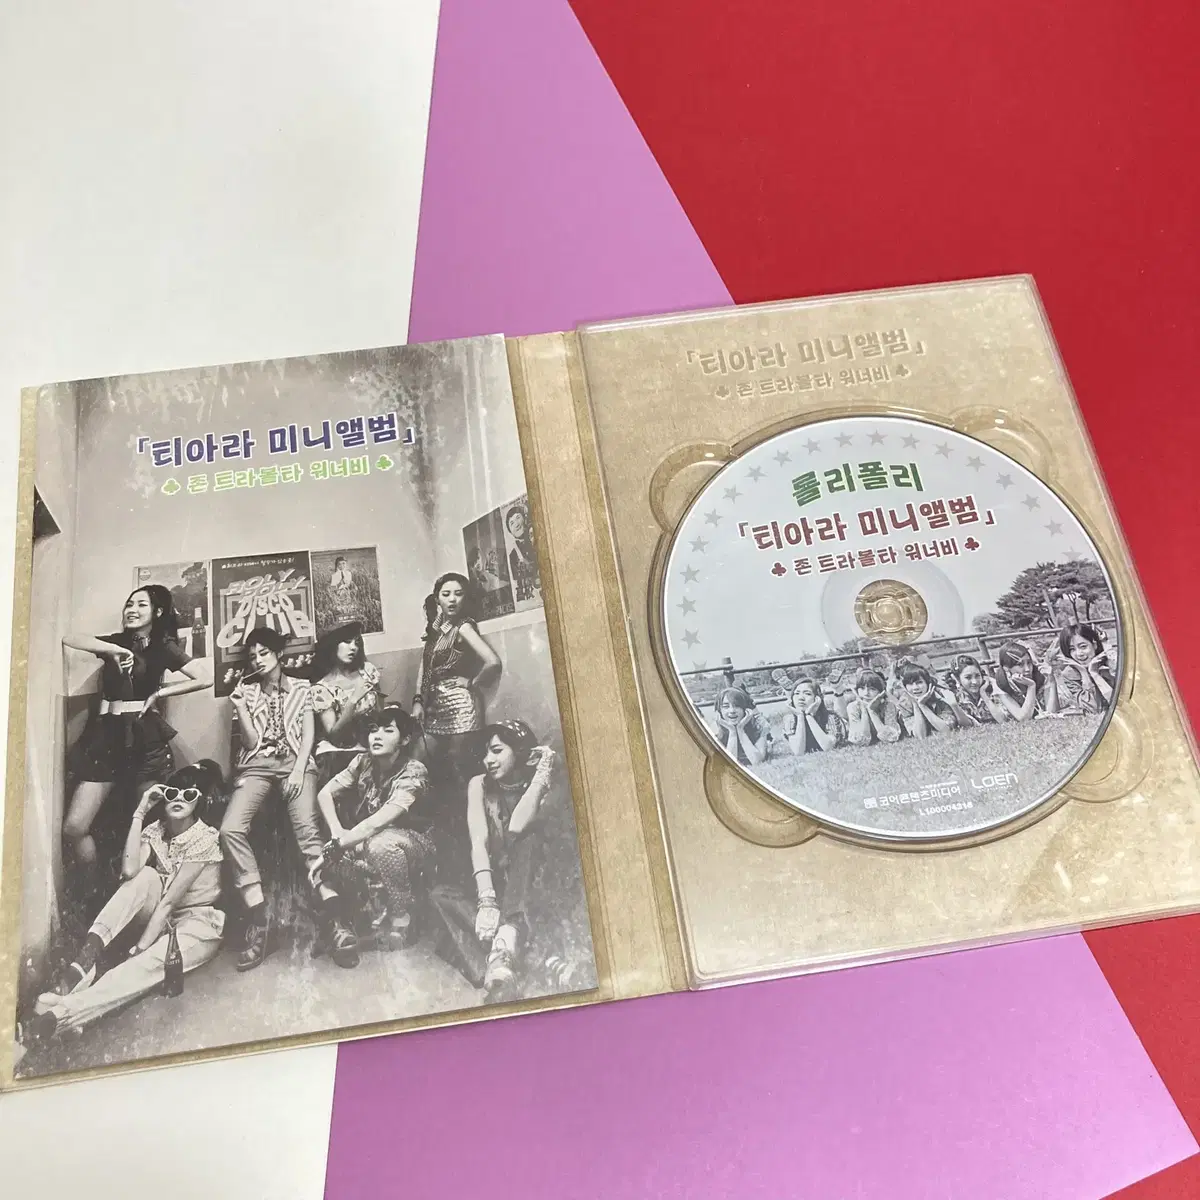 「티아라 미니앨범」
♣ 존 트라볼타 워너비 ♣
ROLY
POLY
DISCO
CLUB
「티아라 미니앨범」
♣ 존 트라볼타 워너비 ♣
롤리폴리
「티아라 미니앨범」
♣ 존 트라볼타 워너비 ♣
코어콘텐츠미디어 LOEN
L100004316